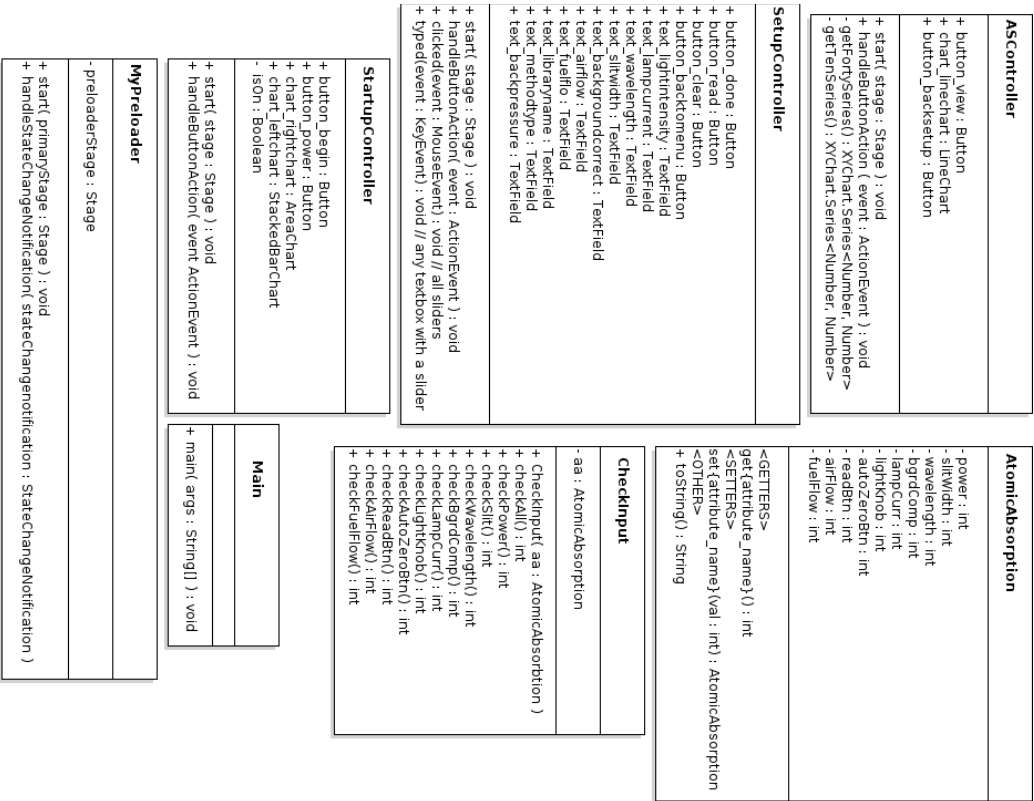 ASController
+ button_view : Button
+ chart_linechart : LineChart
+ button_backsetup : Button
+ start( stage : Stage ) : void
+ handleButtonAction ( event : ActionEvent ) : void
- getFortySeries() : XYChart.Series<Number, Number>
- getTenSeries() : XYChart.Series<Number, Number>
AtomicAbsorption
- power : int
- slitWidth : int
- wavelength : int
- bgrdComp : int
- lampCurr : int
- lightKnob : int
- autoZeroBtn : int
- readBtn : int
- airFlow : int
- fuelFlow : int
<GETTERS>
get{attribute_name}() : int
<SETTERS>
set{attribute_name}(val : int) : AtomicAbsorption
<OTHER>
+ toString() : String
SetupController
+ button_done : Button
+ button_read : Button
+ button_clear : Button
+ button_backtomenu : Button
+ text_lightintensity : TextField
+ text_lampcurrent : TextField
+ text_wavelength : TextField
+ text_slitwidth : TextField
+ text_backgroundcorrect : TextField
+ text_airflow : TextField
+ text_fuelflo : TextField
+ text_libraryname : TextField
+ text_methodtype : TextField
+ text_backpressure : TextField
+ start( stage : Stage ) : void
+ handleButtonAction( event : ActionEvent ) : void
+ clicked(event : MouseEvent) : void // all sliders
+ typed(event : KeyEvent) : void // any textbox with a slider
CheckInput
- aa : AtomicAbsorption
+ CheckInput( aa : AtomicAbsorbtion )
+ checkAll() : int
+ checkPower() : int
+ checkSlit() : int
+ checkWavelength() : int
+ checkBgrdComp() : int
+ checkLampCurr() : int
+ checkLightKnob() : int
+ checkAutoZeroBtn() : int
+ checkReadBtn() : int
+ checkAirFlow() : int
+ checkFuelFlow() : int
StartupController
+ button_begin : Button
+ button_power : Button
+ chart_rightchart : AreaChart
+ chart_leftchart : StackedBarChart
- isOn : Boolean
+ start( stage : Stage ) : void
+ handleButtonAction( event ActionEvent ) : void
Main
+ main( args : String[] ) : void
MyPreloader
- preloaderStage : Stage
+ start( primaryStage : Stage ) : void
+ handleStateChangeNotification( stateChangenotification : StateChangeNotification )